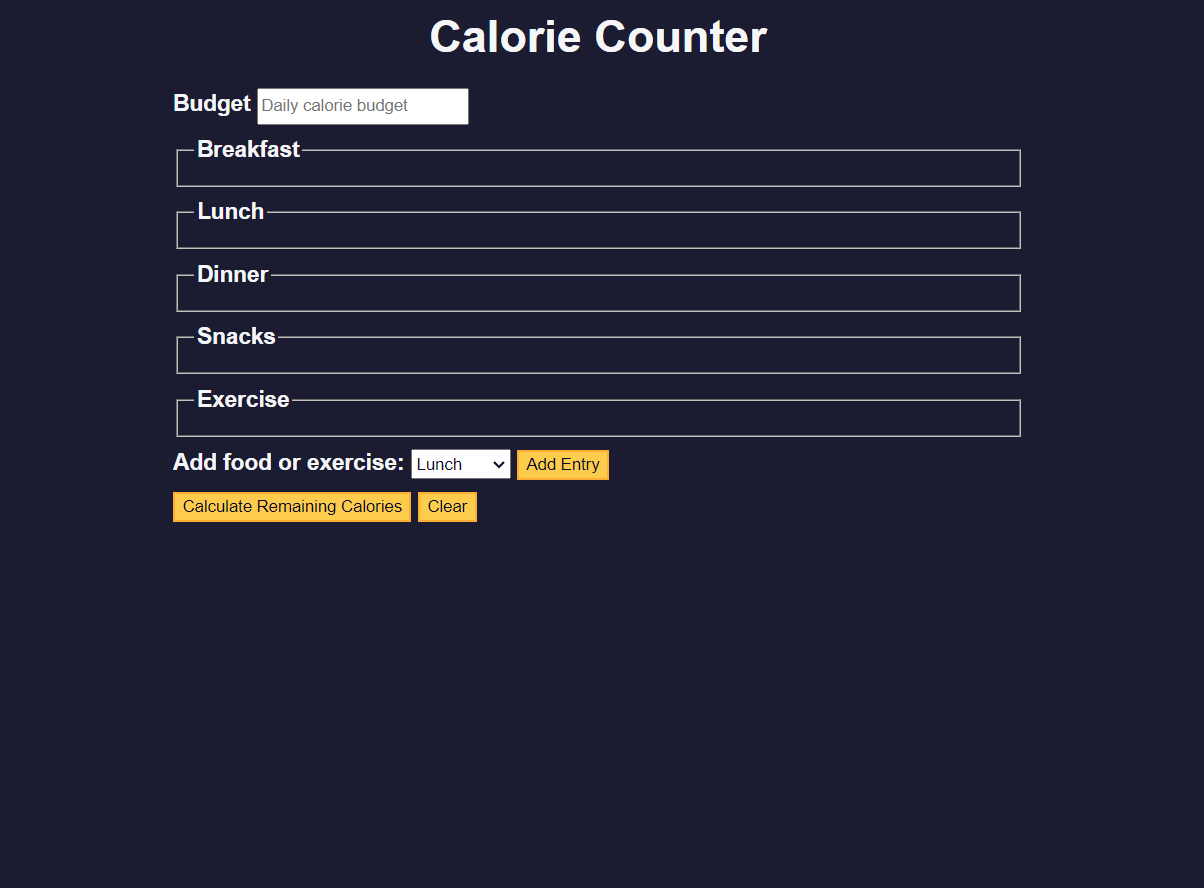 Calorie Counter
Budget Daily calorie budget
Breakfast
Lunch
Dinner
Snacks
Exercise
Add food or exercise: Lunch Add Entry
Calculate Remaining Calories Clear